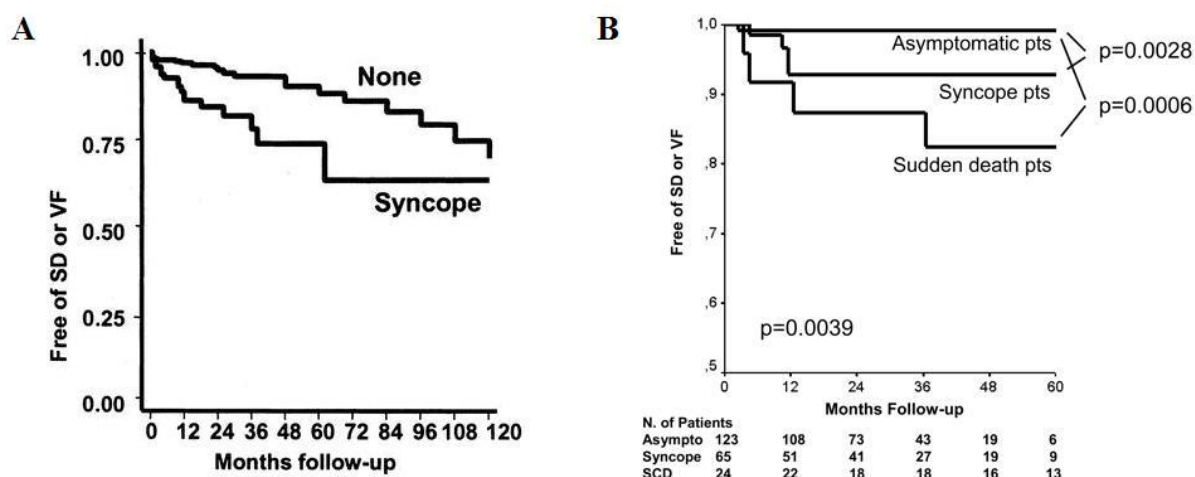 A
1.00
0.75
0.50
0.25
0.00
Free of SD or VF
None
Syncope
0 12 24 36 48 60 72 84 96 108 120
Months follow-up
B
1,0
,9
,8
,7
,6
,5
Free of SD or VF
Asymptomatic pts
Syncope pts
Sudden death pts
p=0.0028
p=0.0006
p=0.0039
0 12 24 36 48 60
Months Follow-up
N. of Patients
Asympto 123 108 73 43 19 6
Syncope 65 51 41 27 19 9
SCD 24 22 18 18 16 13